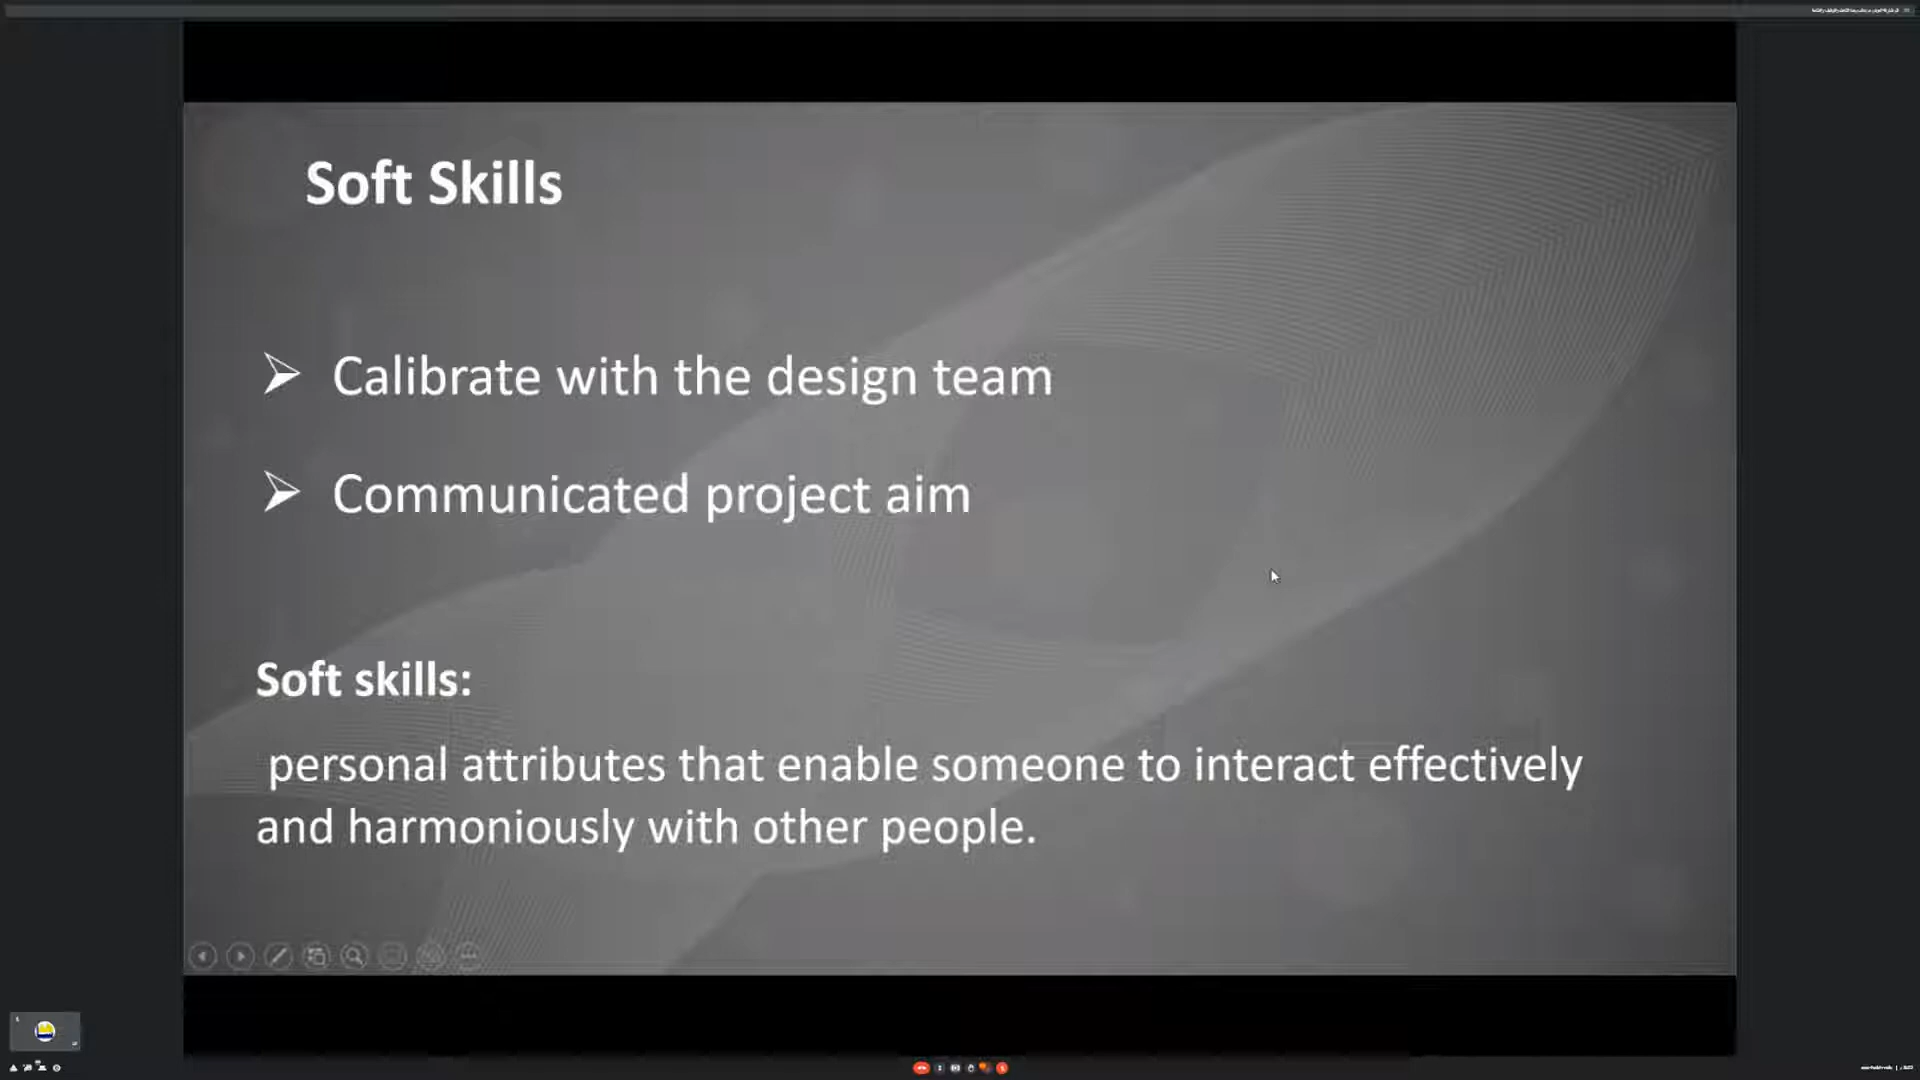 Soft Skills
Calibrate with the design team
Communicated project aim
Soft skills:
personal attributes that enable someone to interact effectively
and harmoniously with other people.